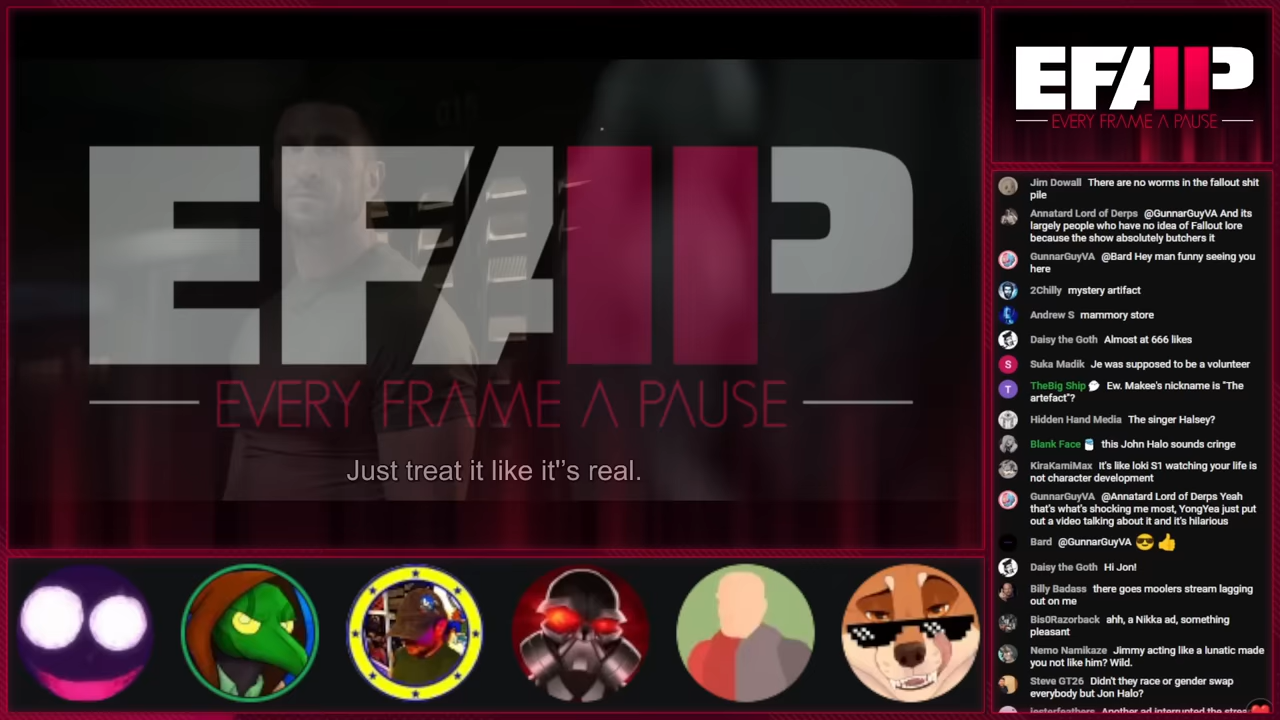 EFAP
EVERY FRAME A PAUSE
Just treat it like it''s real.
EFAP
EVERY FRAME A PAUSE
Jim Dowall There are no worms in the fallout shit
pile
Annatard Lord of Derps @GunnarGuyVA And its
largely people who have no idea of Fallout lore
because the show absolutely butchers it
GunnarGuyVA @Bard Hey man funny seeing you
here
2Chilly mystery artifact
Andrew S mammory store
Daisy the Goth Almost at 666 likes
S Suka Madik Je was supposed to be a volunteer
T TheBig Ship Ew. Makee's nickname is "The
artefact"?
Hidden Hand Media The singer Halsey?
Blank Face this John Halo sounds cringe
KiraKamiMax It's like loki S1 watching your life is
not character development
GunnarGuyVA @Annatard Lord of Derps Yeah
that's what's shocking me most, YongYea just put
out a video talking about it and it's hilarious
Bard @GunnarGuyVA 😎 👍
Daisy the Goth Hi Jon!
Billy Badass there goes moolers stream lagging
out on me
Bis0Razorback ahh, a Nikka ad, something
pleasant
Nemo Namikaze Jimmy acting like a lunatic made
you not like him? Wild.
Steve GT26 Didn't they race or gender swap
everybody but Jon Halo?
jesterfeathers Another ad interrupted the